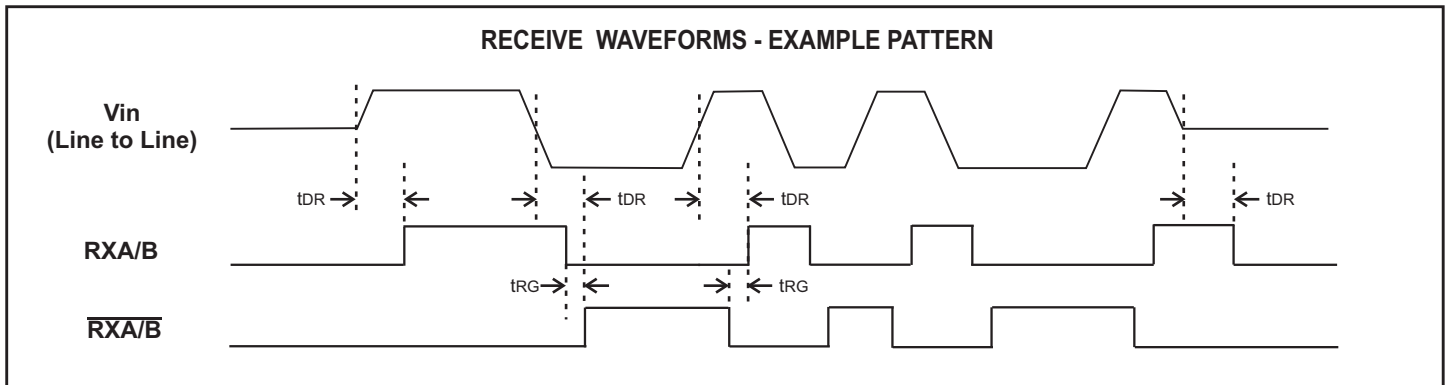 RECEIVE WAVEFORMS - EXAMPLE PATTERN
Vin
(Line to Line)
tDR
tDR
tDR
tDR
RXA/B
tRG
tRG
RXA/B